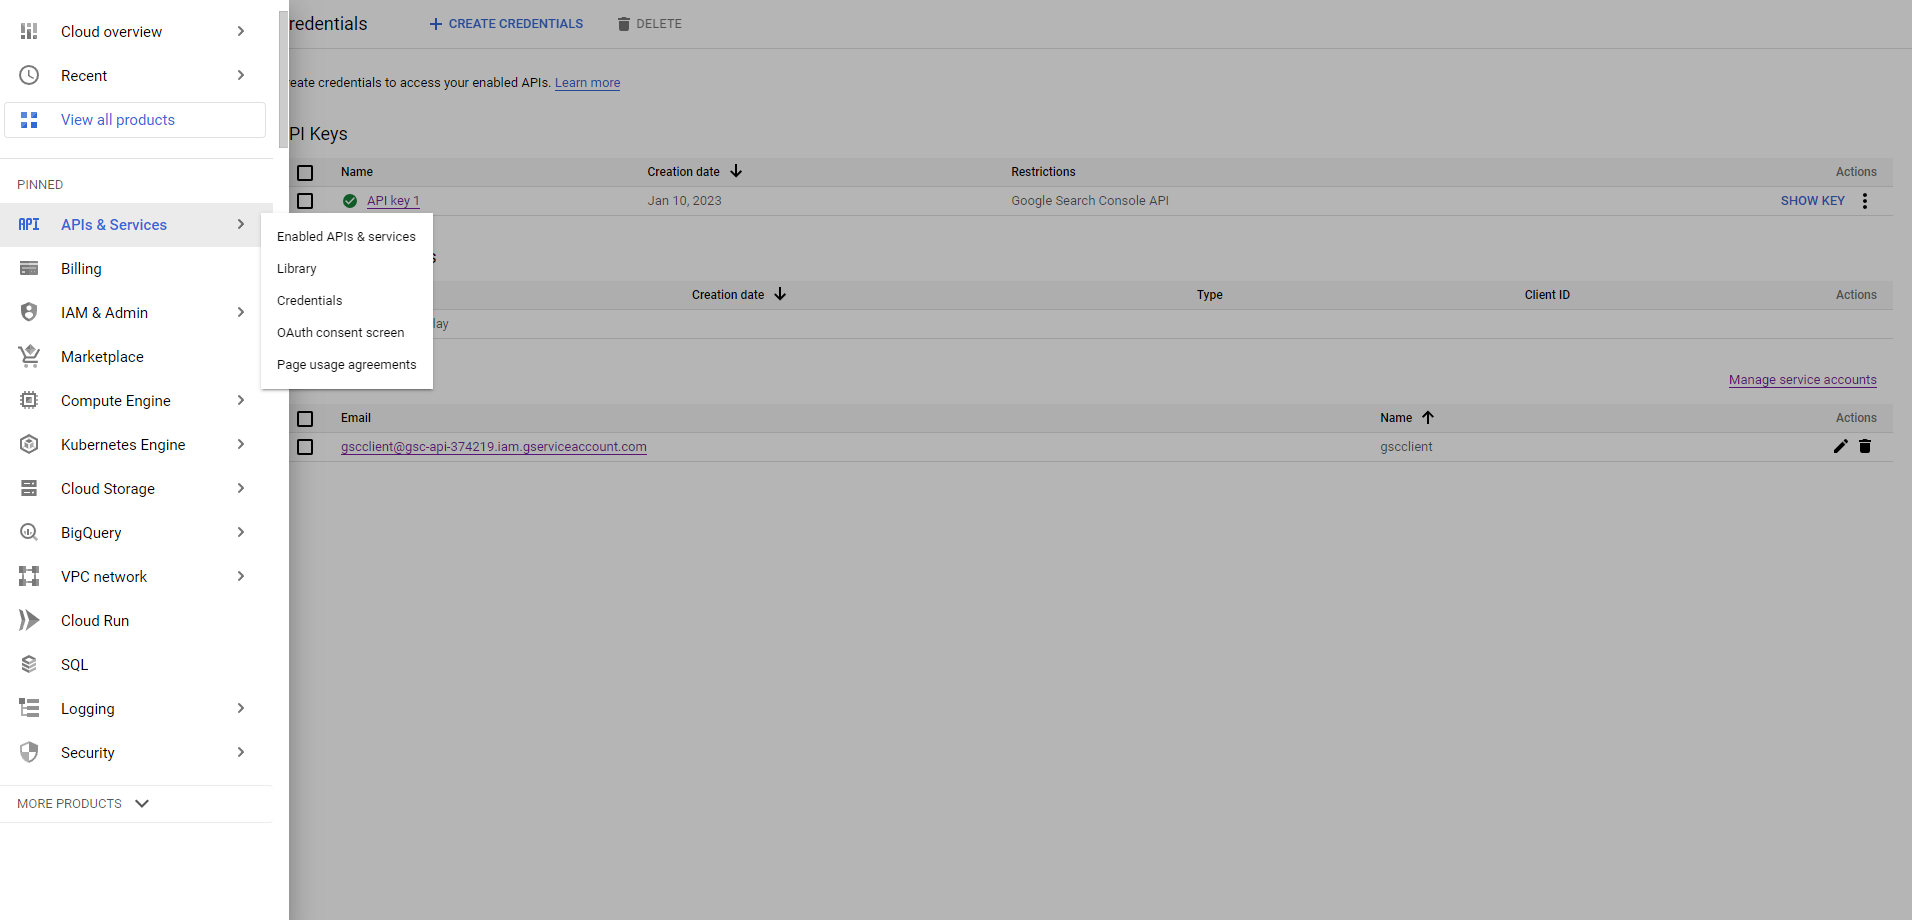 Cloud overview
Recent
View all products
PINNED
API APIs & Services
Billing
IAM & Admin
Marketplace
Compute Engine
Kubernetes Engine
Cloud Storage
BigQuery
VPC network
Cloud Run
SQL
Logging
Security
MORE PRODUCTS
Enabled APIs & services
Library
Credentials
OAuth consent screen
Page usage agreements
redentials + CREATE CREDENTIALS DELETE
reate credentials to access your enabled APIs. Learn more
PI Keys
Name Creation date Restrictions Actions
API key 1 Jan 10, 2023 Google Search Console API SHOW KEY
s
Creation date Type Client ID Actions
lay
Manage service accounts
Email Name Actions
gscclient@gsc-api-374219.iam.gserviceaccount.com gscclient